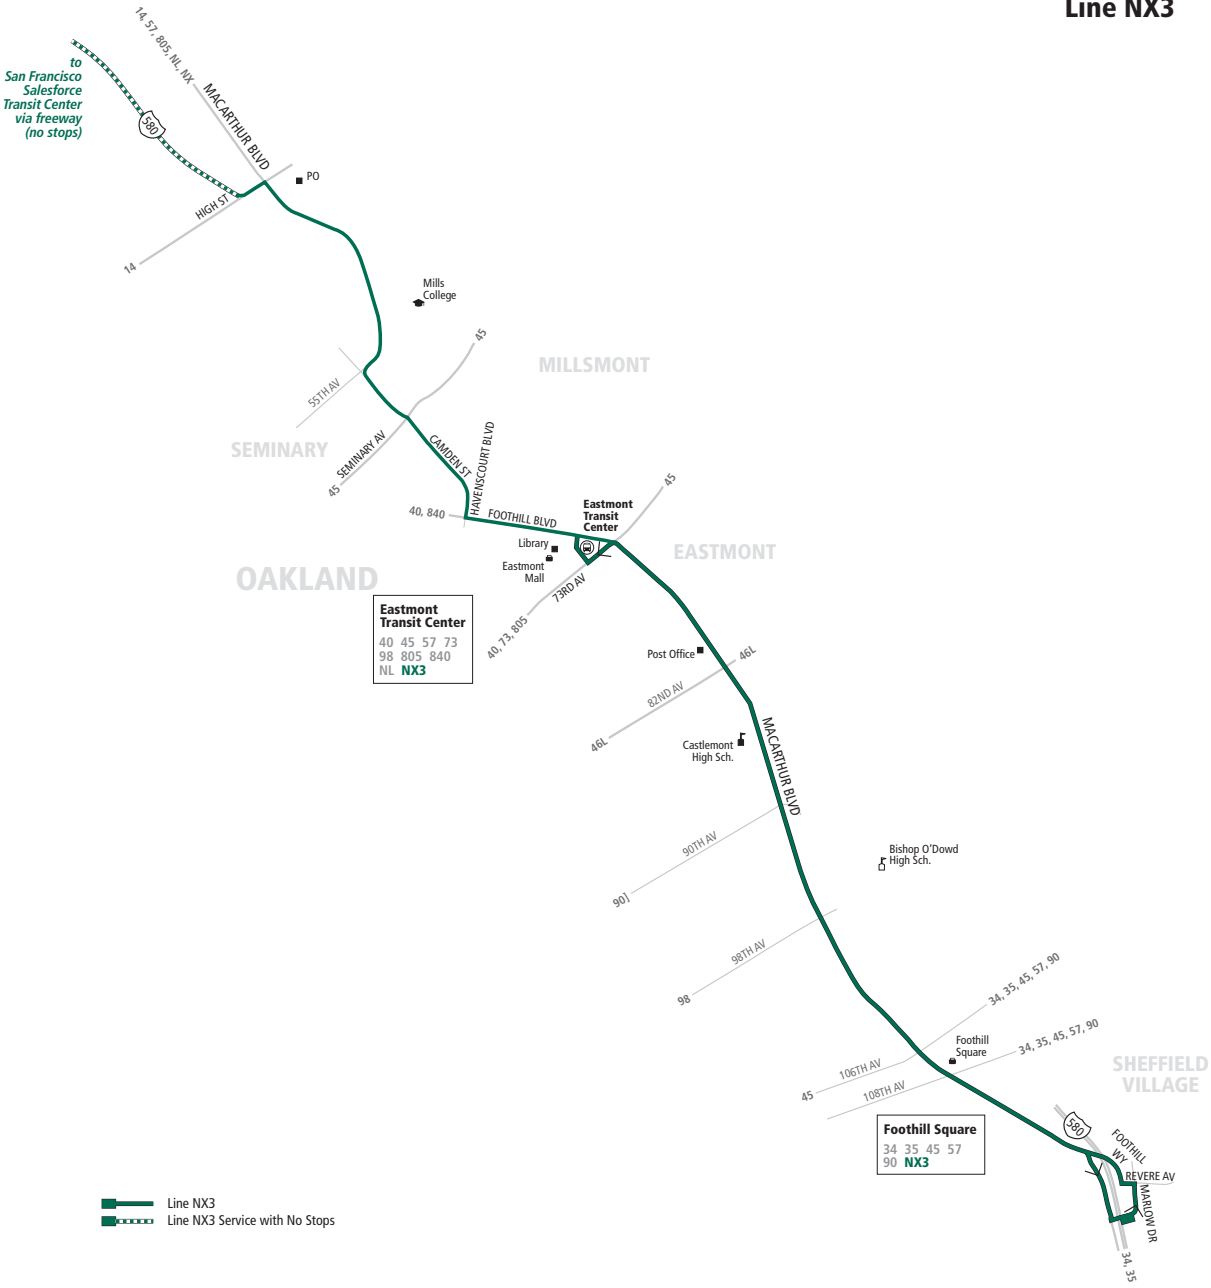 Line NX3
14, 57, 805, NL, NX
to
San Francisco
Salesforce
Transit Center
via freeway
(no stops)
580
MACARTHUR BLVD
PO
HIGH ST
14
Mills
College
45
MILLSMONT
55TH AV
SEMINARY
SEMINARY AV
45
CAMDEN ST
HAVENSCOURT BLVD
40, 840
FOOTHILL BLVD
Eastmont
Transit
Center
45
Library
Eastmont
Mall
EASTMONT
OAKLAND
73RD AV
40, 73, 805
Eastmont
Transit Center
40 45 57 73
98 805 840
NL NX3
Post Office
46L
82ND AV
46L
Castlemont
High Sch.
MACARTHUR BLVD
90TH AV
90]
Bishop O'Dowd
High Sch.
98TH AV
98
34, 35, 45, 57, 90
Foothill
Square
34, 35, 45, 57, 90
106TH AV
45
108TH AV
SHEFFIELD
VILLAGE
Foothill Square
34 35 45 57
90 NX3
580
FOOTHILL
WY
REVERE AV
MARLOW DR
34, 35
Line NX3
Line NX3 Service with No Stops